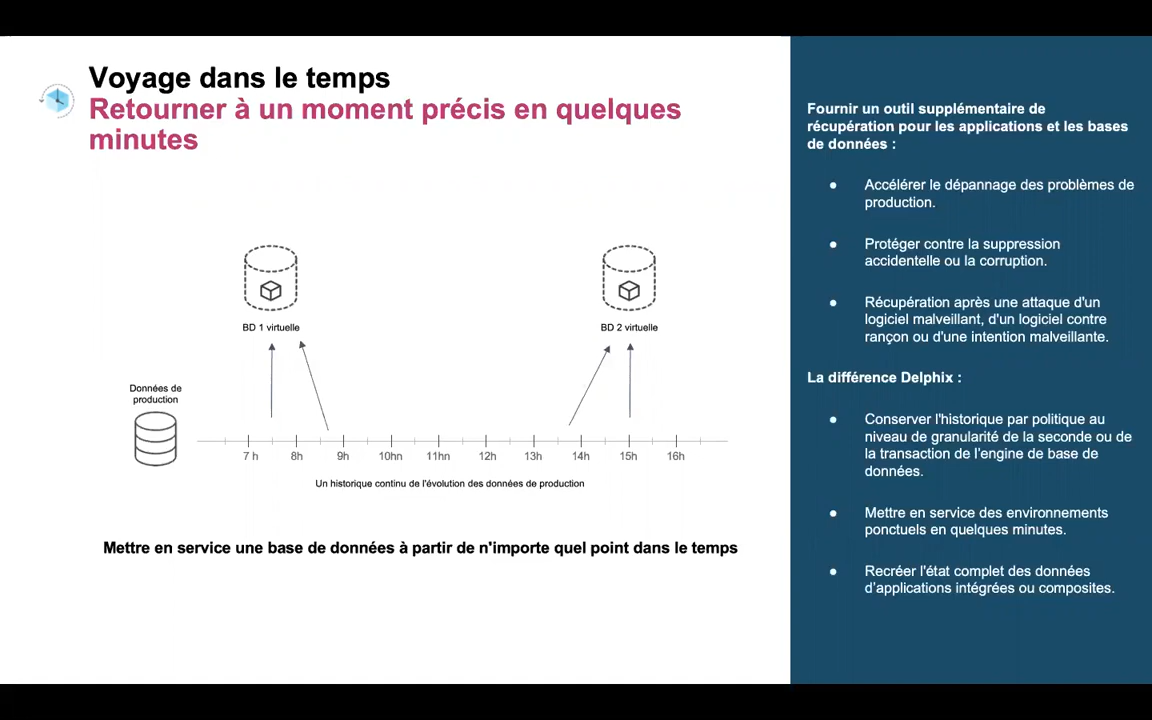 Voyage dans le temps
Retourner à un moment précis en quelques
minutes
BD 1 virtuelle
BD 2 virtuelle
Données de
production
7 h
8h
9h
10hn
11hn
12h
13h
14h
15h
16h
Un historique continu de l'évolution des données de production
Mettre en service une base de données à partir de n'importe quel point dans le temps
Fournir un outil supplémentaire de
récupération pour les applications et les bases
de données :
● Accélérer le dépannage des problèmes de
production.
● Protéger contre la suppression
accidentelle ou la corruption.
● Récupération après une attaque d'un
logiciel malveillant, d'un logiciel contre
rançon ou d'une intention malveillante.
La différence Delphix :
● Conserver l'historique par politique au
niveau de granularité de la seconde ou de
la transaction de l'engine de base de
données.
● Mettre en service des environnements
ponctuels en quelques minutes.
● Recréer l'état complet des données
d'applications intégrées ou composites.